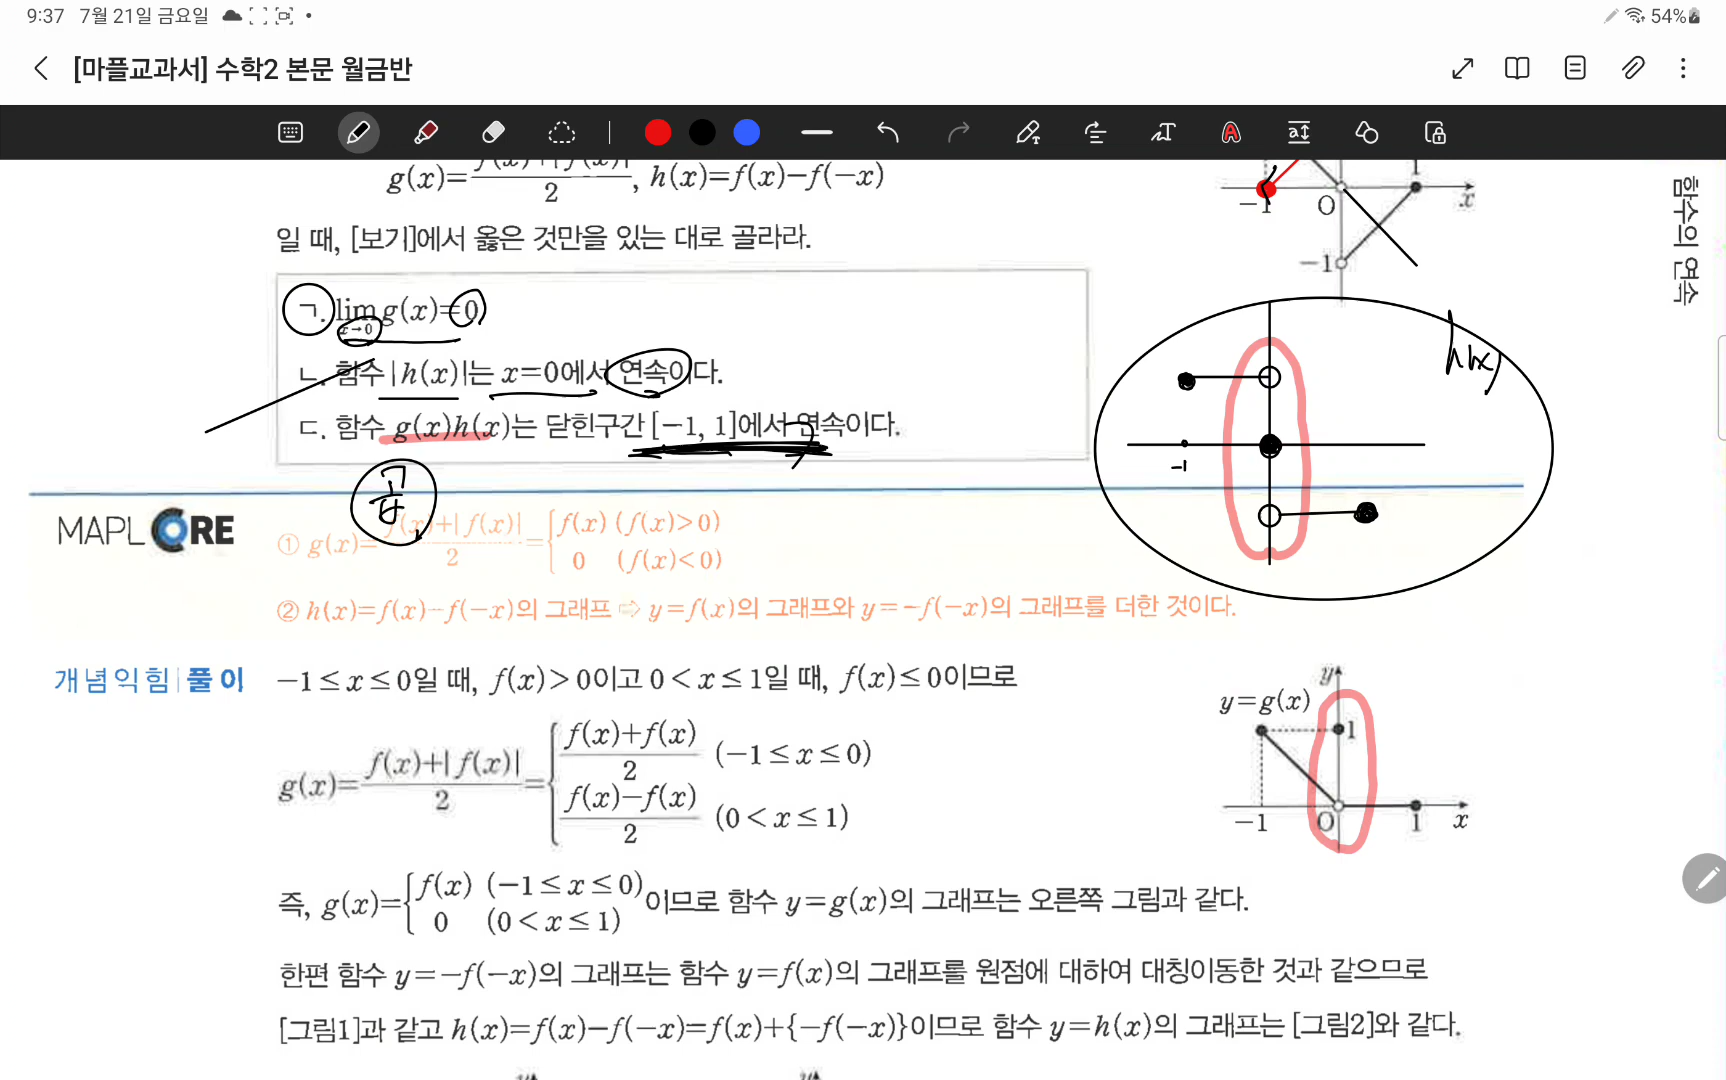 9:37 7월 21일 금요일
54%
[마플교과서] 수학2 본문 월금반
g(x)=f(x)+|f(x)|/2, h(x)=f(x)-f(-x)
일 때, [보기]에서 옳은 것만을 있는 대로 골라라.
ㄱ. lim x→0 g(x)=0
ㄴ. 함수 |h(x)|는 x=0에서 연속이다.
ㄷ. 함수 g(x)h(x)는 닫힌구간 [-1, 1]에서 연속이다.
-1 O 1 x
-1
함수의 연속
h(x)
-1
곱
MAPL CORE
① g(x)=f(x)+|f(x)|/2={f(x) (f(x)>0)
0 (f(x)<0)
② h(x)=f(x)-f(-x)의 그래프 ⇨ y=f(x)의 그래프와 y=-f(-x)의 그래프를 더한 것이다.
개념익힘 | 풀이
-1≤x≤0일 때, f(x)>0이고 0<x≤1일 때, f(x)≤0이므로
g(x)=f(x)+|f(x)|/2={f(x)+f(x)/2 (-1≤x≤0)
f(x)-f(x)/2 (0<x≤1)
y
y=g(x)
1
-1 O 1 x
즉, g(x)={f(x) (-1≤x≤0)
0 (0<x≤1)
이므로 함수 y=g(x)의 그래프는 오른쪽 그림과 같다.
한편 함수 y=-f(-x)의 그래프는 함수 y=f(x)의 그래프를 원점에 대하여 대칭이동한 것과 같으므로
[그림1]과 같고 h(x)=f(x)-f(-x)=f(x)+{-f(-x)}이므로 함수 y=h(x)의 그래프는 [그림2]와 같다.